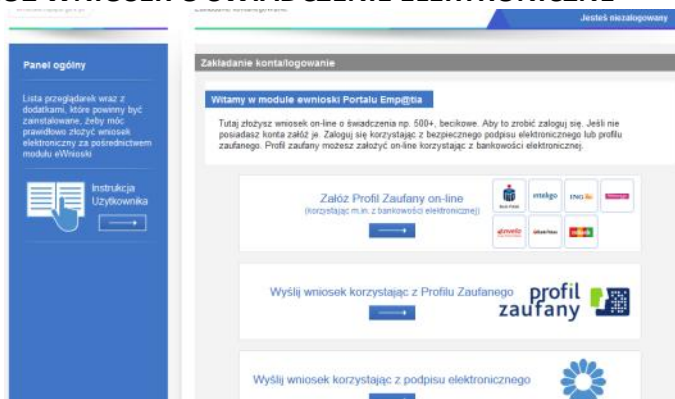 Jesteś niezalogowany
Panel ogólny
Lista przeglądarek wraz z
dodatkami, które powinny być
zainstalowane, żeby móc
prawidłowo złożyć wniosek
elektroniczny za pośrednictwem
modułu eWnioski
Instrukcja
Użytkownika
Zakładanie konta/logowanie
Witamy w module ewnioski Portalu Emp@tia
Tutaj złożysz wniosek on-line o świadczenia np. 500+, becikowe. Aby to zrobić zaloguj się. Jeśli nie
posiadasz konta załóż je. Zaloguj się korzystając z bezpiecznego podpisu elektronicznego lub profilu
zaufanego. Profil zaufany możesz założyć on-line korzystając z bankowości elektronicznej.
Załóż Profil Zaufany on-line
(korzystając m.in. z bankowości elektronicznej)
inteligo
ING
envelo
Wyślij wniosek korzystając z Profilu Zaufanego
profil
zaufany
Wyślij wniosek korzystając z podpisu elektronicznego